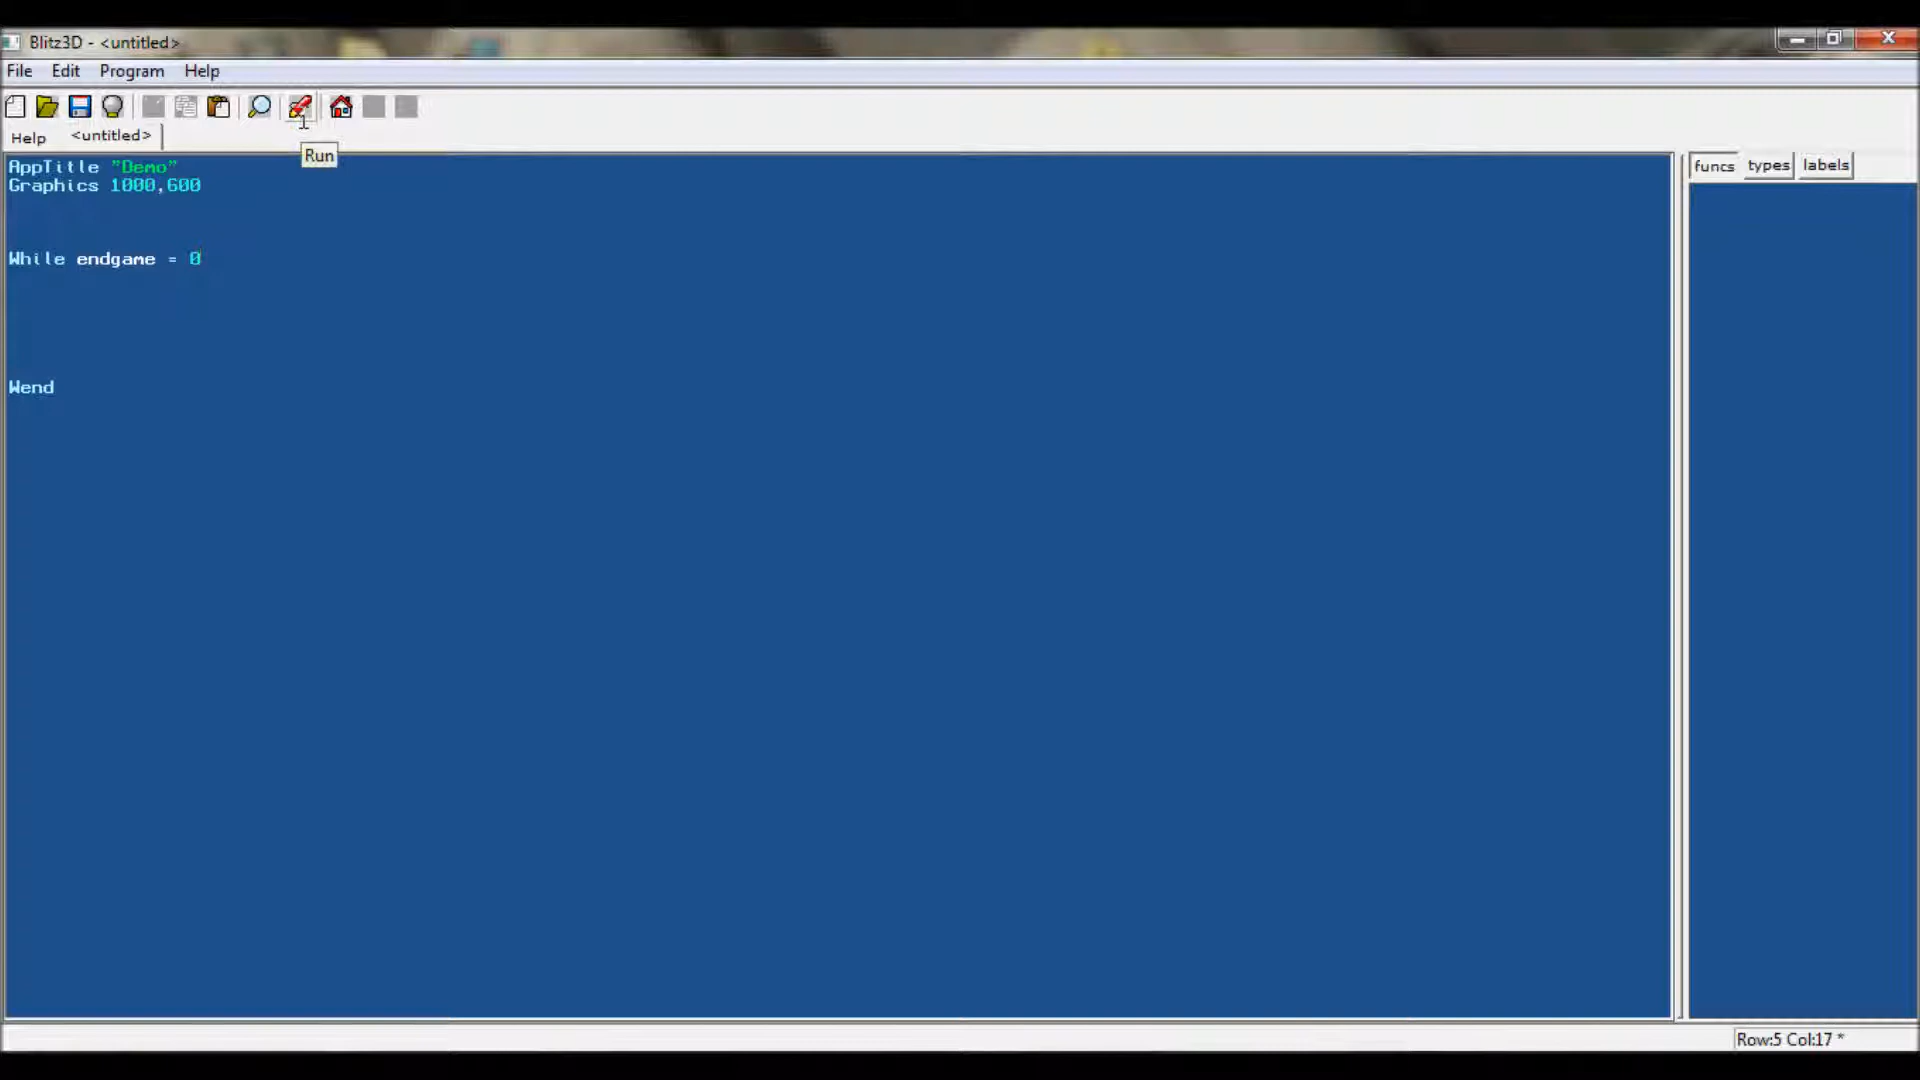 Blitz3D - <untitled>
File Edit Program Help
Help <untitled>
Run
AppTitle "Demo"
Graphics 1000,600
While endgame = 0
Wend
funcs types labels
Row:5 Col:17 *